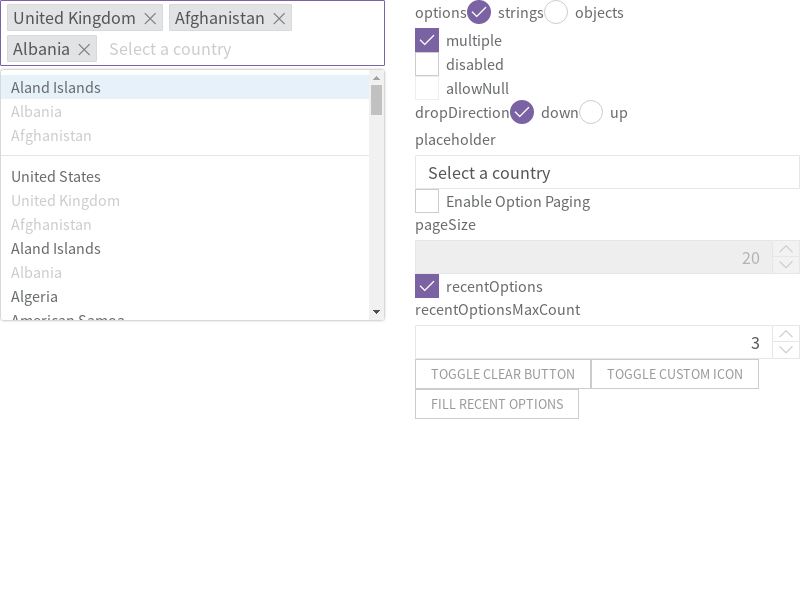 United Kingdom Afghanistan
Albania Select a country
Aland Islands
Albania
Afghanistan
United States
United Kingdom
Afghanistan
Aland Islands
Albania
Algeria
American Samoa
options strings objects
multiple
disabled
allowNull
dropDirection down up
placeholder
Select a country
Enable Option Paging
pageSize
20
recentOptions
recentOptionsMaxCount
3
TOGGLE CLEAR BUTTON TOGGLE CUSTOM ICON
FILL RECENT OPTIONS